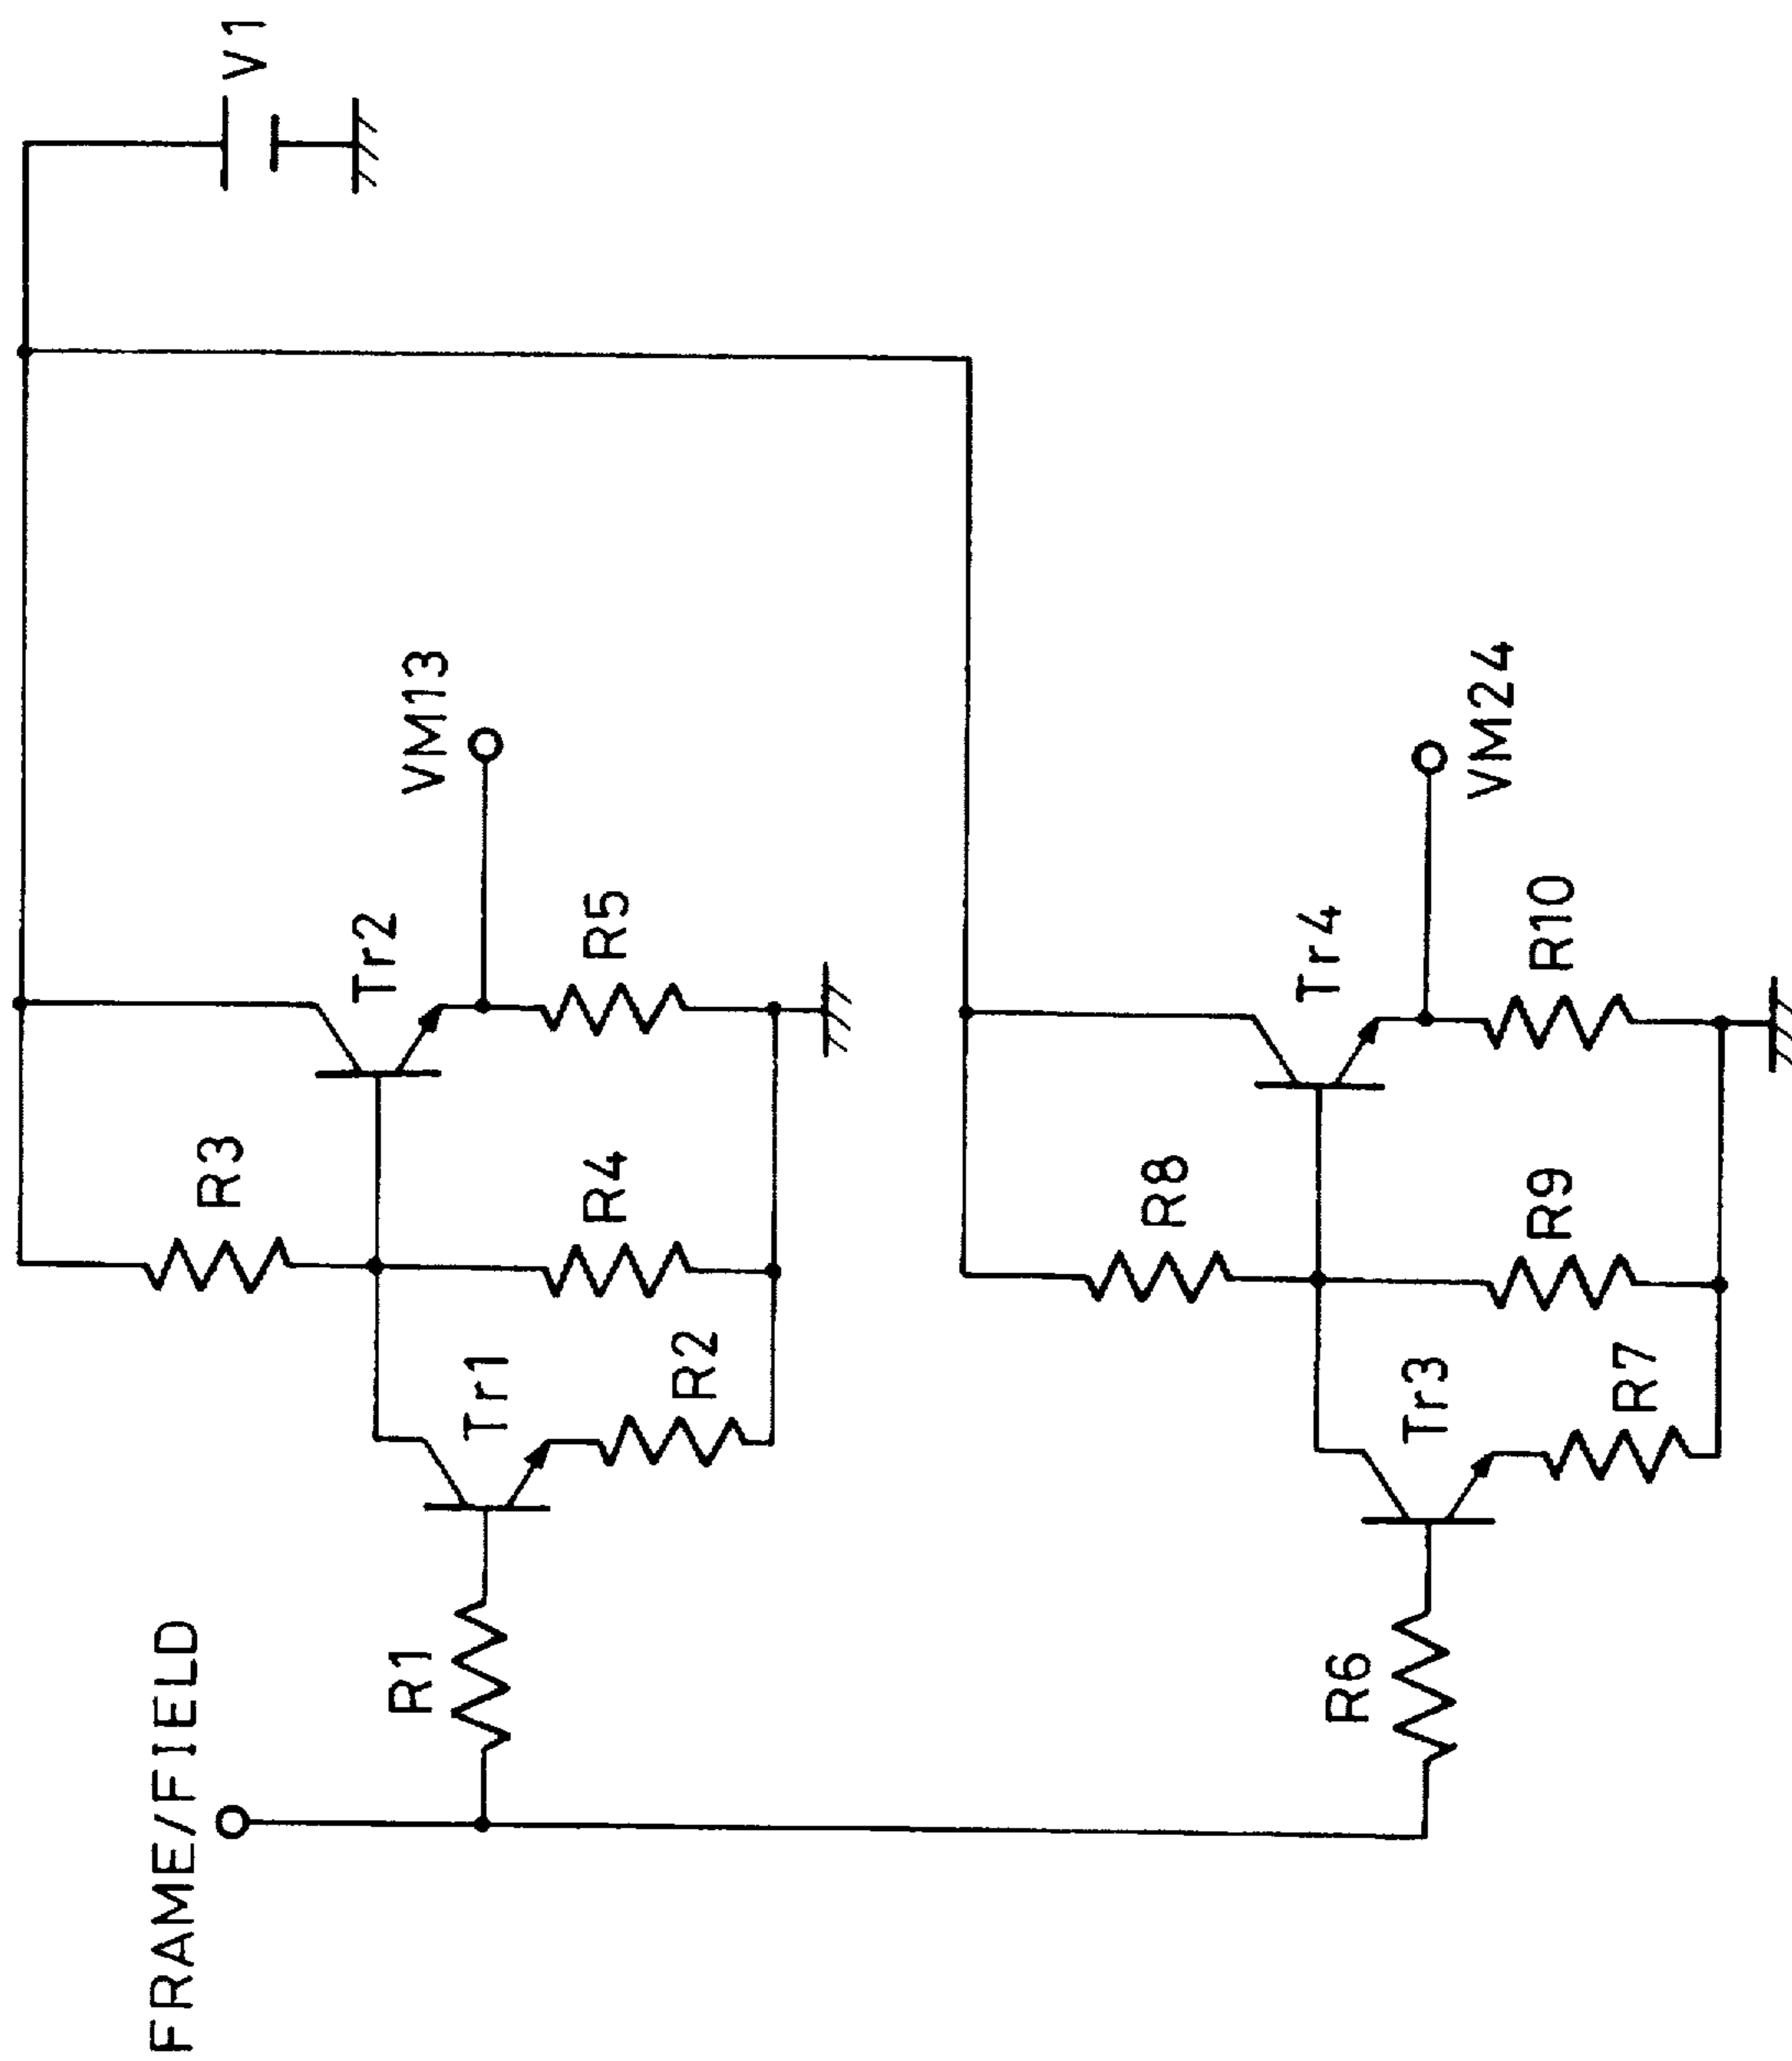 FRAME/FIELD
R1
Tr1
R2
R3
R4
Tr2
R5
VM13
V1
R6
Tr3
R7
R8
R9
Tr4
R10
VM24